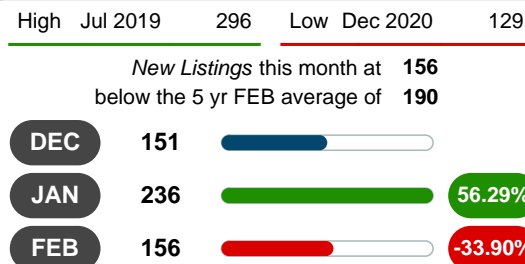 High Jul 2019 296 Low Dec 2020 129
New Listings this month at 156
below the 5 yr FEB average of 190
DEC 151
JAN 236 56.29%
FEB 156 -33.90%